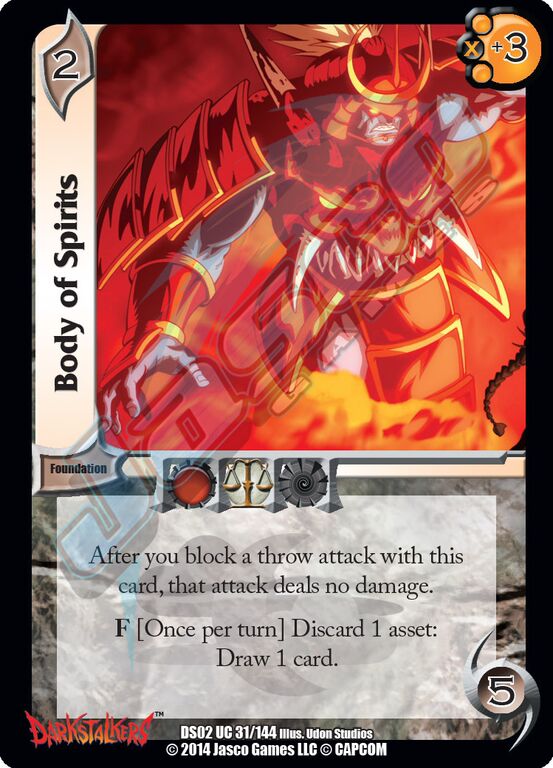 2
X +3
Body of Spirits
Foundation
After you block a throw attack with this
card, that attack deals no damage.
F [Once per turn] Discard 1 asset:
Draw 1 card.
5
DARKSTALKERS™
DS02 UC 31/144 Illus. Udon Studios
© 2014 Jasco Games LLC © CAPCOM